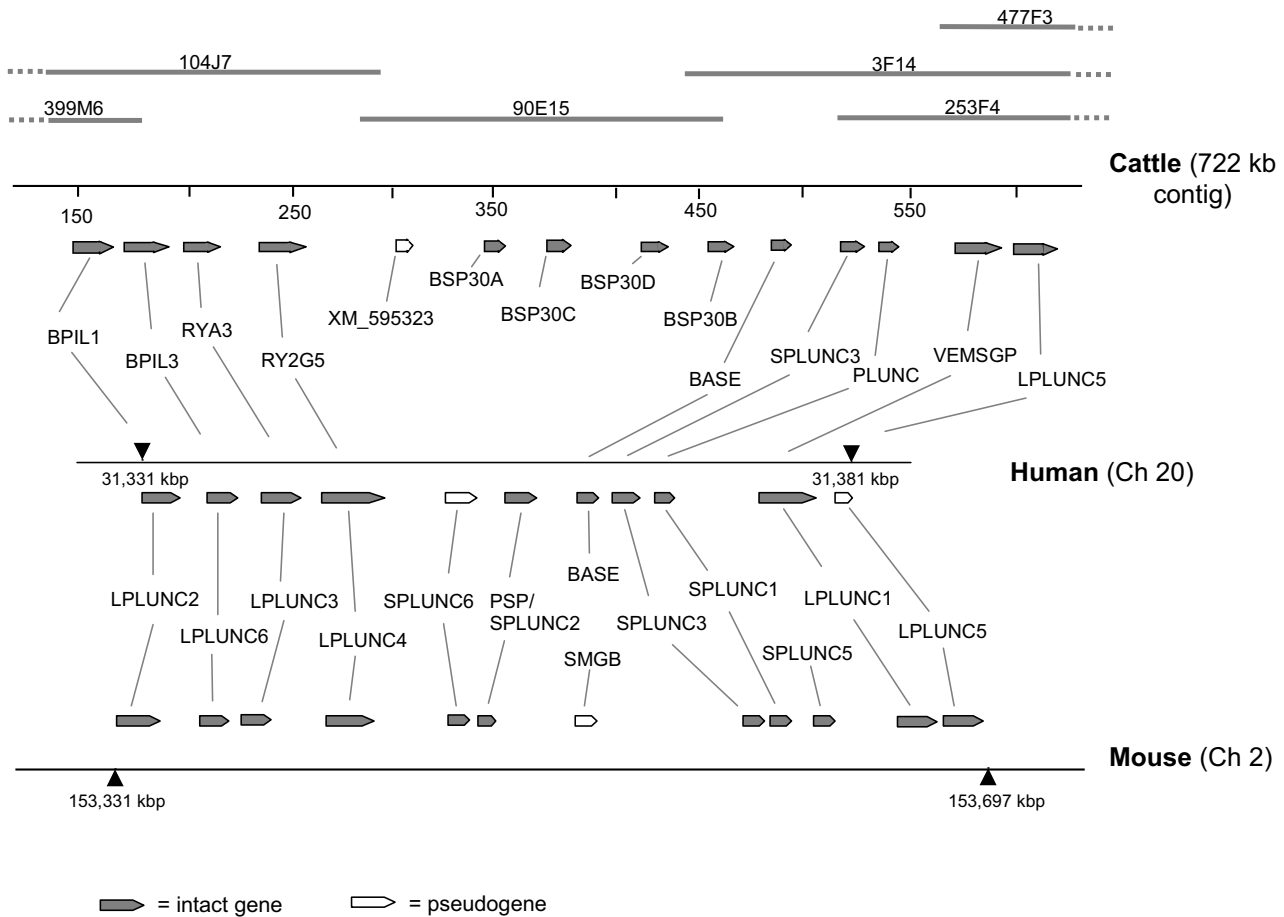 477F3
104J7
3F14
399M6
90E15
253F4
Cattle (722 kb
contig)
150
250
350
450
550
BSP30A
BSP30D
BSP30C
XM_595323
BSP30B
BPIL1
RYA3
BPIL3
RY2G5
BASE
SPLUNC3
PLUNC
VEMSGP
LPLUNC5
31,331 kbp
31,381 kbp
Human (Ch 20)
BASE
SPLUNC1
LPLUNC2
LPLUNC3
SPLUNC6
PSP/
SPLUNC2
LPLUNC1
SPLUNC3
LPLUNC6
LPLUNC4
LPLUNC5
SMGB
SPLUNC5
Mouse (Ch 2)
153,331 kbp
153,697 kbp
= intact gene
= pseudogene